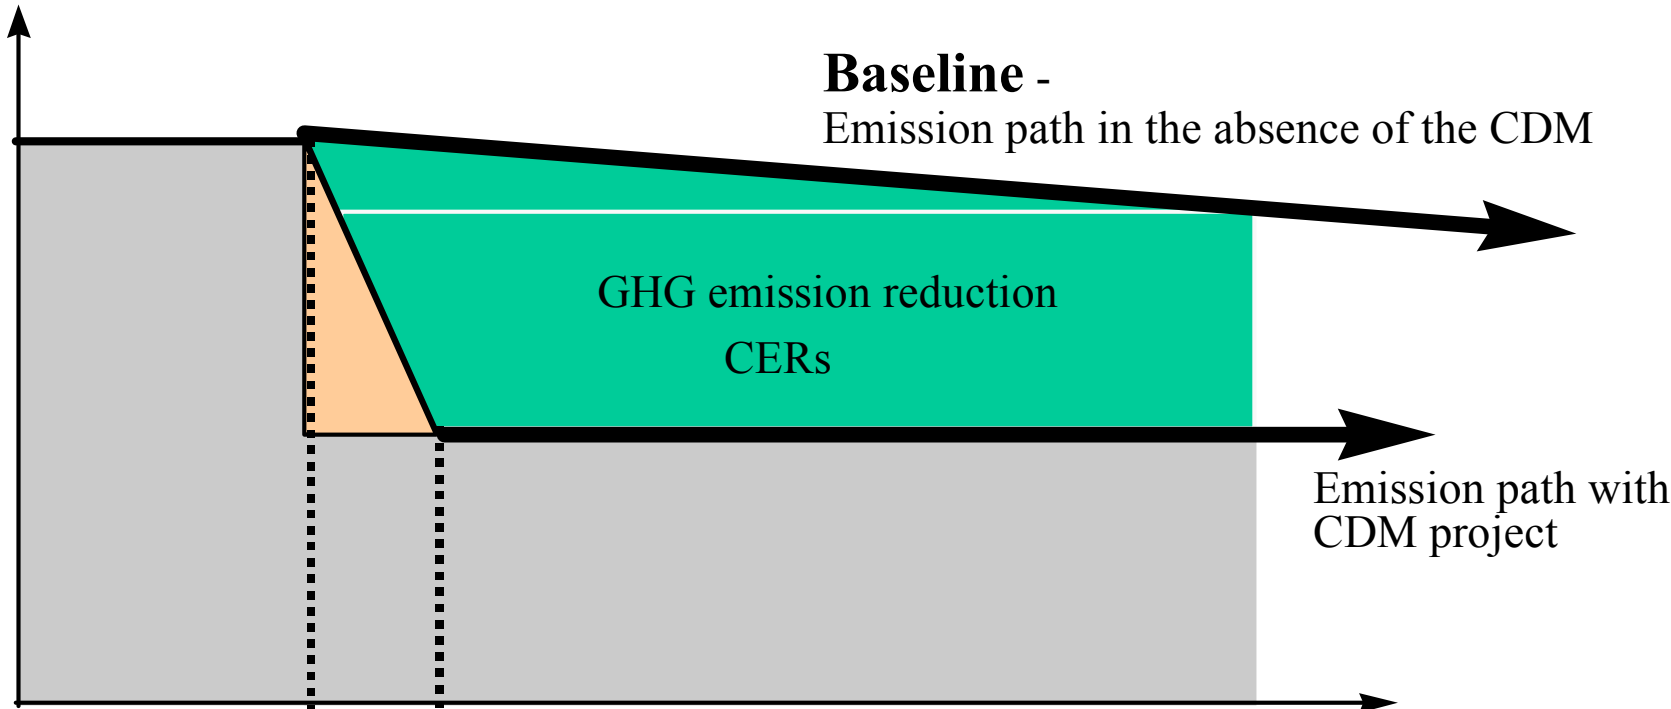 Baseline -
Emission path in the absence of the CDM
GHG emission reduction
CERs
Emission path with
CDM project